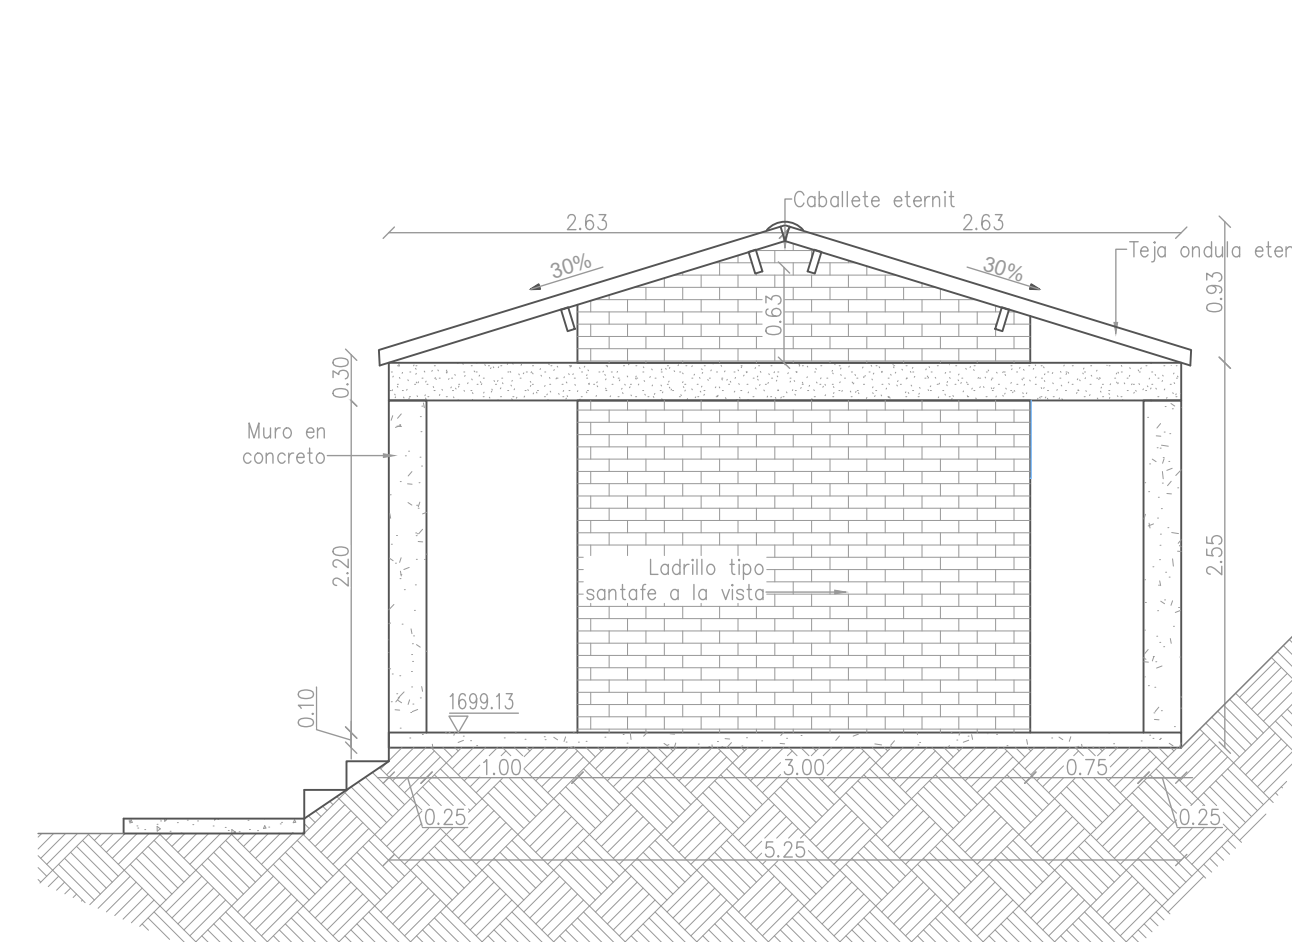 Caballete eternit
2.63
2.63
Teja ondula eter
30%
30%
0.93
0.63
0.30
Muro en
concreto
2.20
2.55
Ladrillo tipo
santafe a la vista
0.10
1699.13
1.00
3.00
0.75
0.25
0.25
5.25